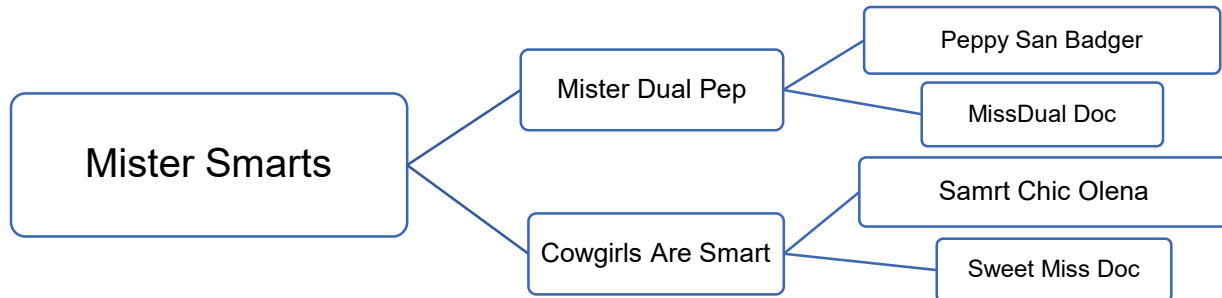 Mister Smarts
Mister Dual Pep
Peppy San Badger
MissDual Doc
Cowgirls Are Smart
Samrt Chic Olena
Sweet Miss Doc